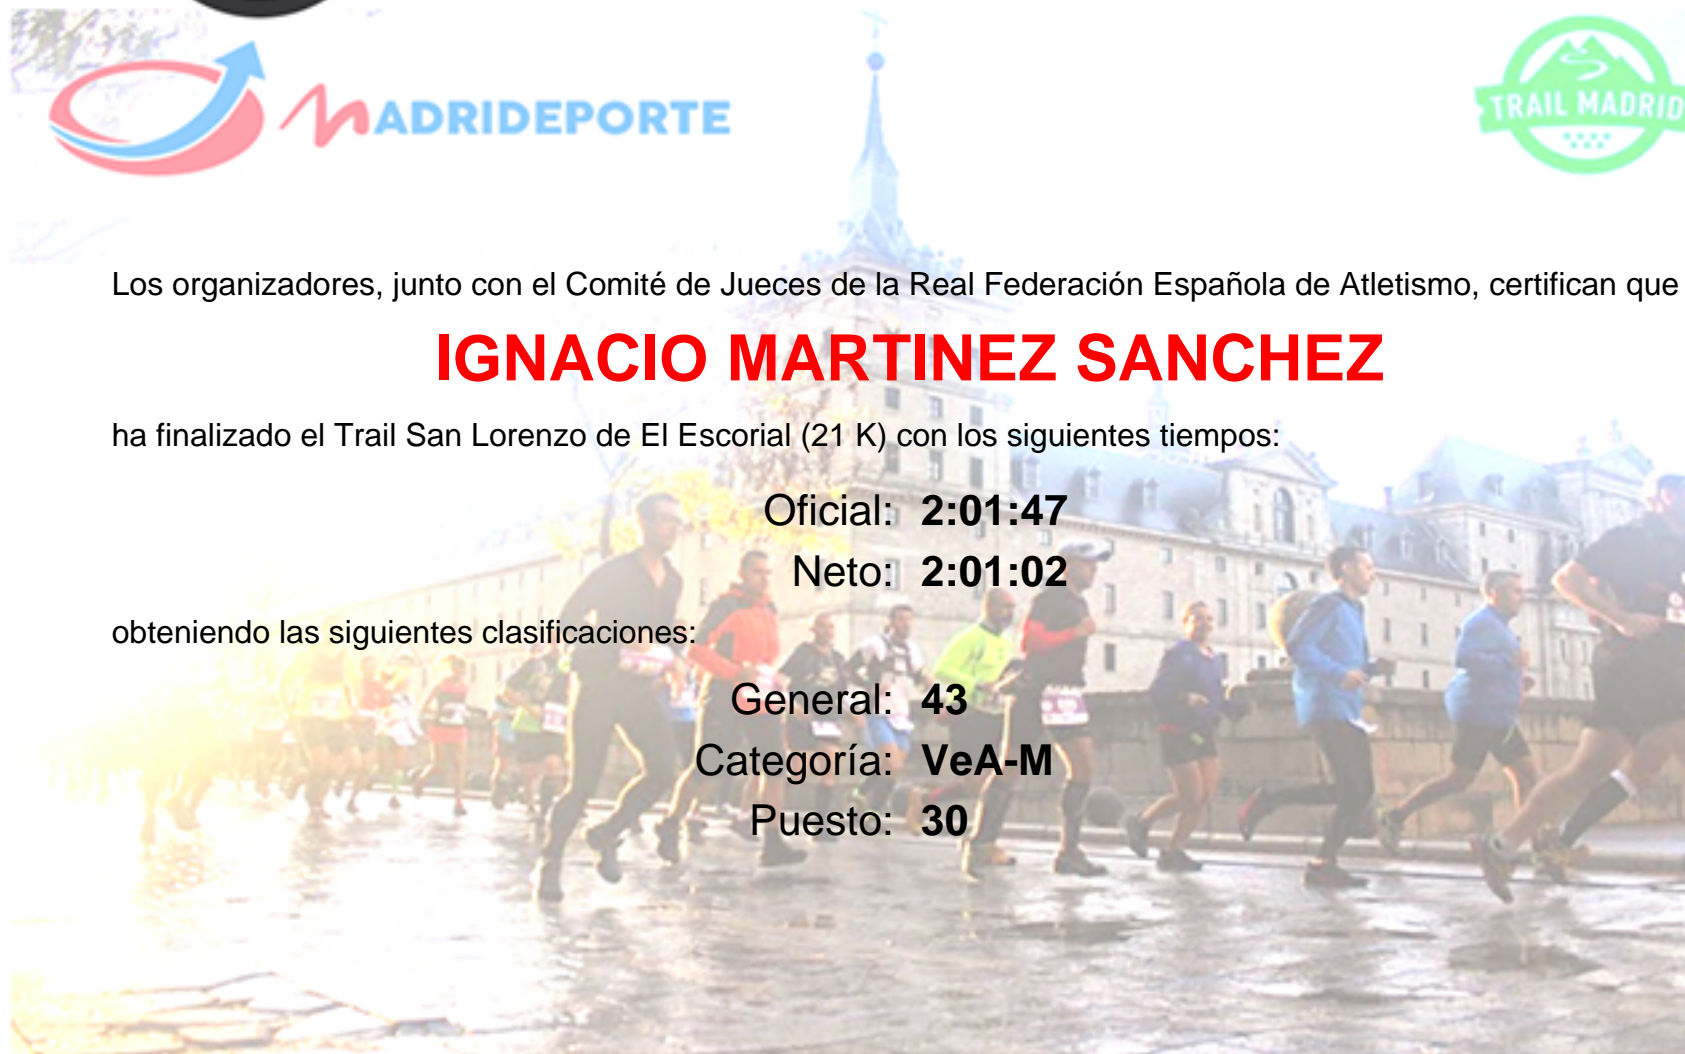 MADRIDEPORTE
TRAIL MADRID
Los organizadores, junto con el Comité de Jueces de la Real Federación Española de Atletismo, certifican que
IGNACIO MARTINEZ SANCHEZ
ha finalizado el Trail San Lorenzo de El Escorial (21 K) con los siguientes tiempos:
Oficial: 2:01:47
Neto: 2:01:02
obteniendo las siguientes clasificaciones:
General: 43
Categoría: VeA-M
Puesto: 30